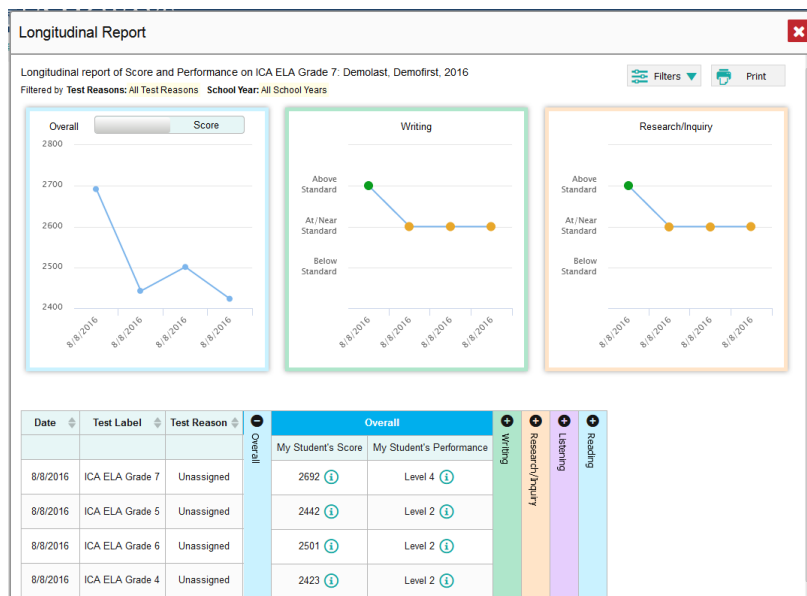 Longitudinal Report
Longitudinal report of Score and Performance on ICA ELA Grade 7: Demolast, Demofirst, 2016
Filtered by Test Reasons: All Test Reasons School Year: All School Years
Filters
Print
Overall
Score
2800
2700
2600
2500
2400
8/8/2016
8/8/2016
8/8/2016
8/8/2016
Writing
Above
Standard
At/Near
Standard
Below
Standard
8/8/2016
8/8/2016
8/8/2016
8/8/2016
Research/Inquiry
Above
Standard
At/Near
Standard
Below
Standard
8/8/2016
8/8/2016
8/8/2016
8/8/2016
Date Test Label Test Reason Overall Overall Writing Research/Inquiry Listening Reading
My Student's Score My Student's Performance
8/8/2016 ICA ELA Grade 7 Unassigned 2692 Level 4
8/8/2016 ICA ELA Grade 5 Unassigned 2442 Level 2
8/8/2016 ICA ELA Grade 6 Unassigned 2501 Level 2
8/8/2016 ICA ELA Grade 4 Unassigned 2423 Level 2